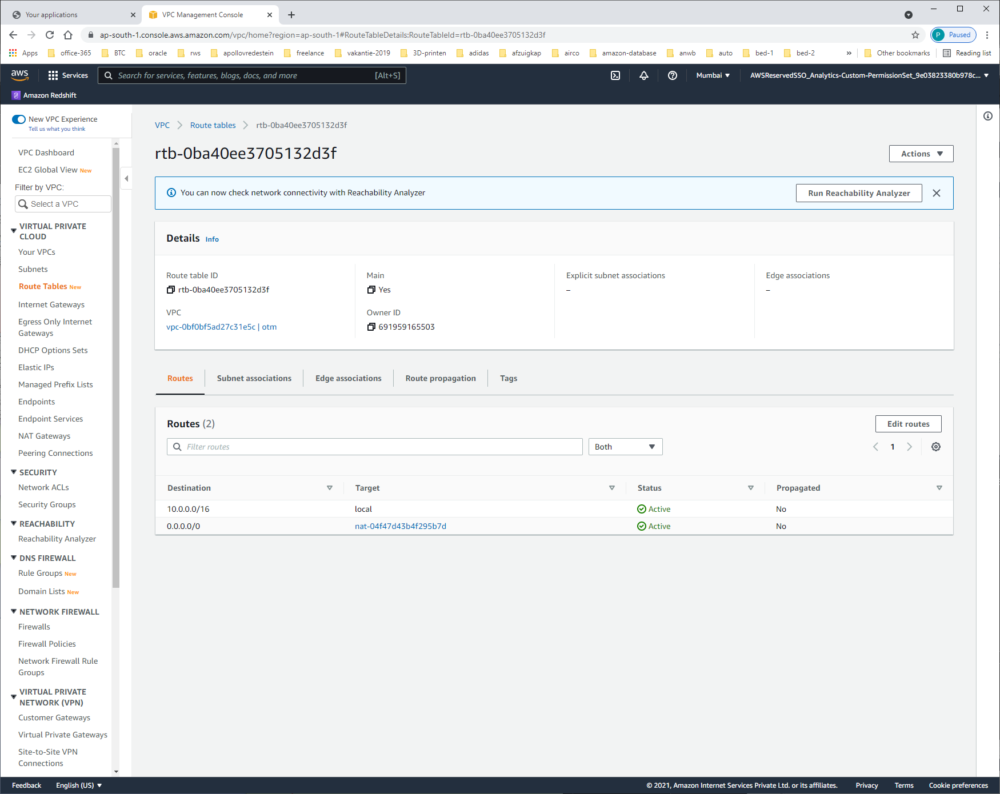 Your applications
VPC Management Console
ap-south-1.console.aws.amazon.com/vpc/home?region=ap-south-1#RouteTableDetails:RouteTableId=rtb-0ba40ee3705132d3f
P Paused
Apps office-365 BTC oracle rws apollovredestein freelance vakantie-2019 3D-printen adidas afzuigkap airco amazon-database anwb auto bed-1 bed-2 » Other bookmarks Reading list
aws Services Search for services, features, blogs, docs, and more [Alt+S] Mumbai AWSReservedSSO_Analytics-Custom-PermissionSet_9e03823380b978c...
Amazon Redshift
New VPC Experience
Tell us what you think
VPC Dashboard
EC2 Global View New
Filter by VPC:
Select a VPC
VIRTUAL PRIVATE
CLOUD
Your VPCs
Subnets
Route Tables New
Internet Gateways
Egress Only Internet
Gateways
DHCP Options Sets
Elastic IPs
Managed Prefix Lists
Endpoints
Endpoint Services
NAT Gateways
Peering Connections
SECURITY
Network ACLs
Security Groups
REACHABILITY
Reachability Analyzer
DNS FIREWALL
Rule Groups New
Domain Lists New
NETWORK FIREWALL
Firewalls
Firewall Policies
Network Firewall Rule
Groups
VIRTUAL PRIVATE
NETWORK (VPN)
Customer Gateways
Virtual Private Gateways
Site-to-Site VPN
Connections
VPC Route tables rtb-0ba40ee3705132d3f
rtb-0ba40ee3705132d3f
Actions
You can now check network connectivity with Reachability Analyzer
Run Reachability Analyzer
Details Info
Route table ID
rtb-0ba40ee3705132d3f
VPC
vpc-0bf0bf5ad27c31e5c | otm
Main
Yes
Owner ID
691959165503
Explicit subnet associations
–
Edge associations
–
Routes Subnet associations Edge associations Route propagation Tags
Routes (2)
Edit routes
Filter routes
Both
1
Destination Target Status Propagated
10.0.0.0/16 local Active No
0.0.0.0/0 nat-04f47d43b4f295b7d Active No
Feedback English (US) © 2021, Amazon Internet Services Private Ltd. or its affiliates. Privacy Terms Cookie preferences